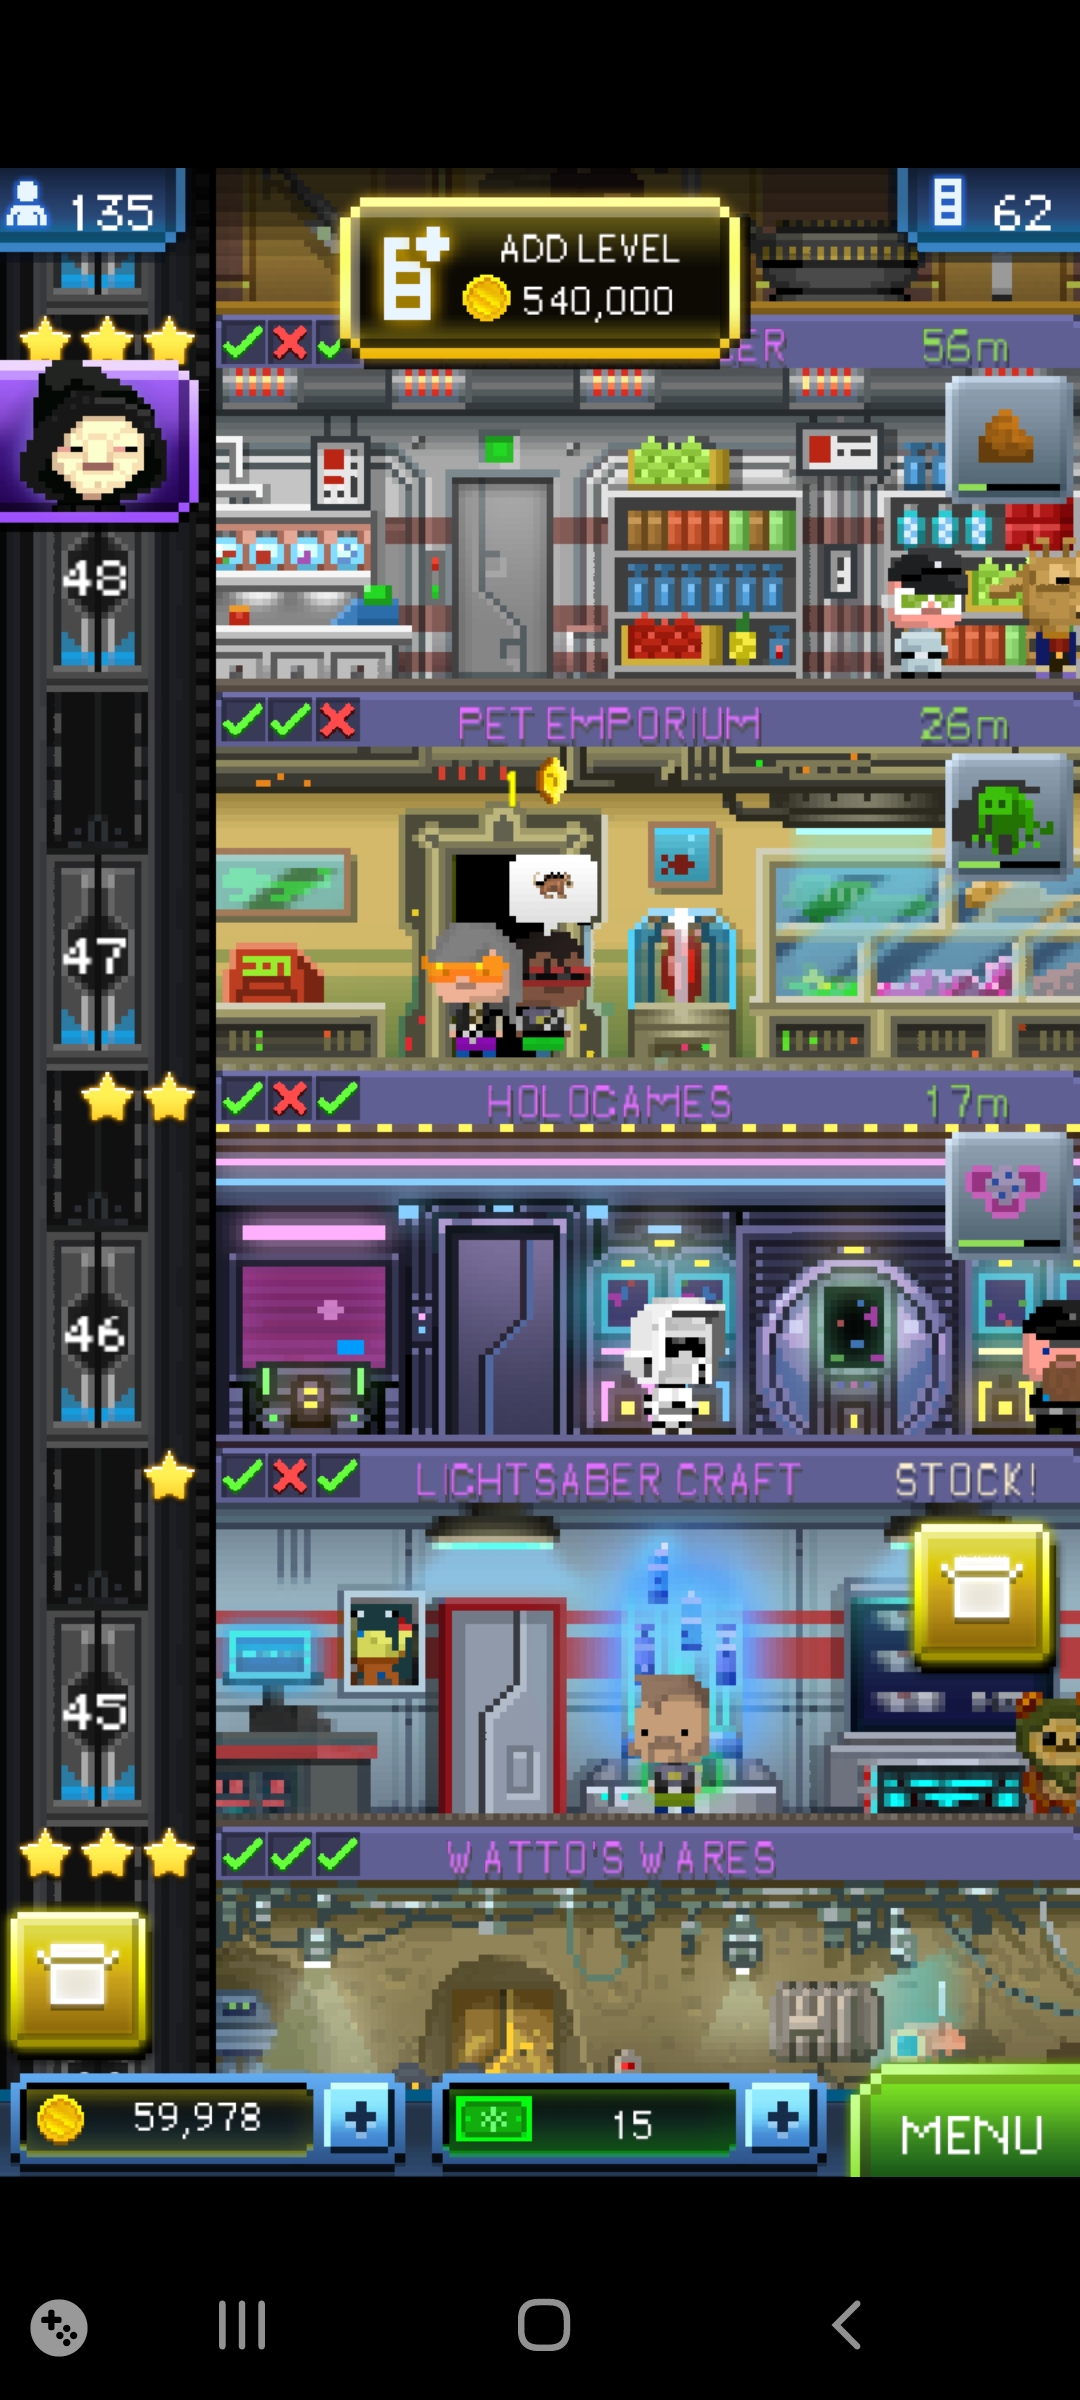 135
ADD LEVEL
540,000
62
ER 56m
48
PET EMPORIUM 26m
1
47
HOLOGAMES 17m
46
LIGHTSABER CRAFT STOCK!
45
WATTO'S WARES
59,978
15
MENU